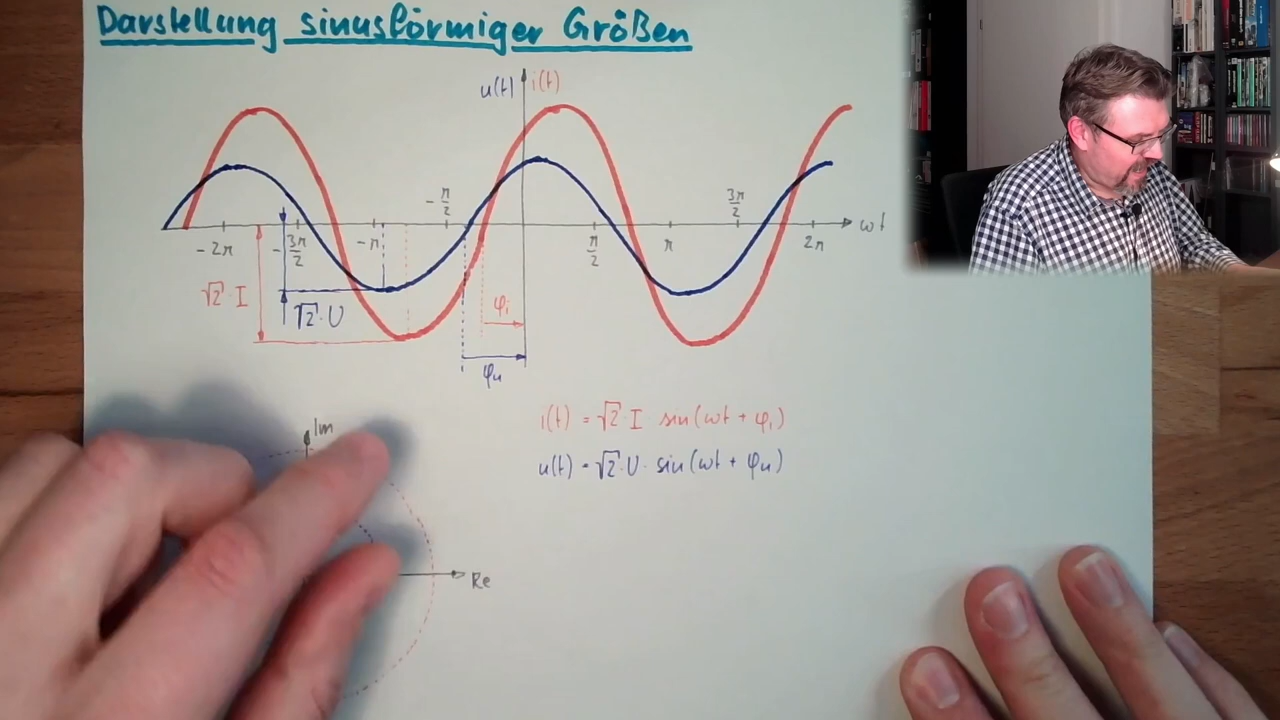 Darstellung sinusförmiger Größen
u(t) i(t)
-π/2 3π/2
ωt
-2π -3π/2 -π π/2 π 2π
√2·I √2·U φi
φu
i(t) = √2·I sin(ωt + φi)
Im
u(t) = √2·U· sin(ωt + φu)
Re